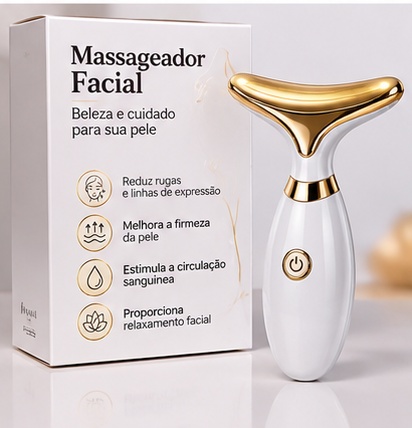 Massageador
Facial
Beleza e cuidado
para sua pele
Reduz rugas
e linhas de expressão
Melhora a firmeza
da pele
Estimula a circulação
sanguínea
Proporciona
relaxamento facial